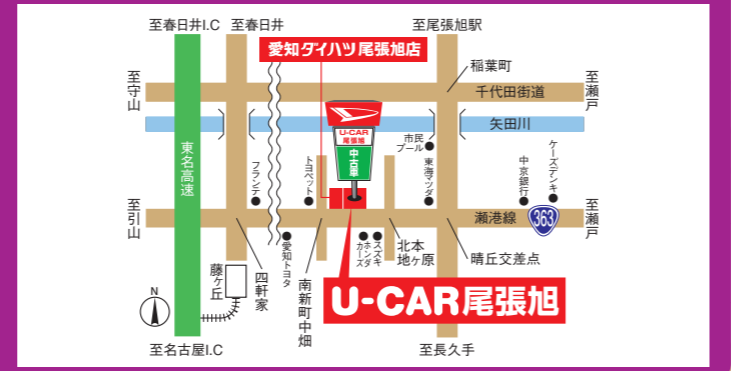 至春日井I.C
至春日井
至尾張旭駅
愛知ダイハツ尾張旭店
稲葉町
至守山
千代田街道
至瀬戸
矢田川
U-CAR
尾張旭
中古車
市民
プール
東名高速
フランテ
トヨペット
東海マツダ
中京銀行
ケーズデンキ
至引山
瀬港線
363
至瀬戸
愛知トヨタ
ホンダ
カーズ
スズキ
北本
地ヶ原
晴丘交差点
藤ヶ丘
四軒家
南新町中畑
U-CAR尾張旭
N
至名古屋I.C
至長久手